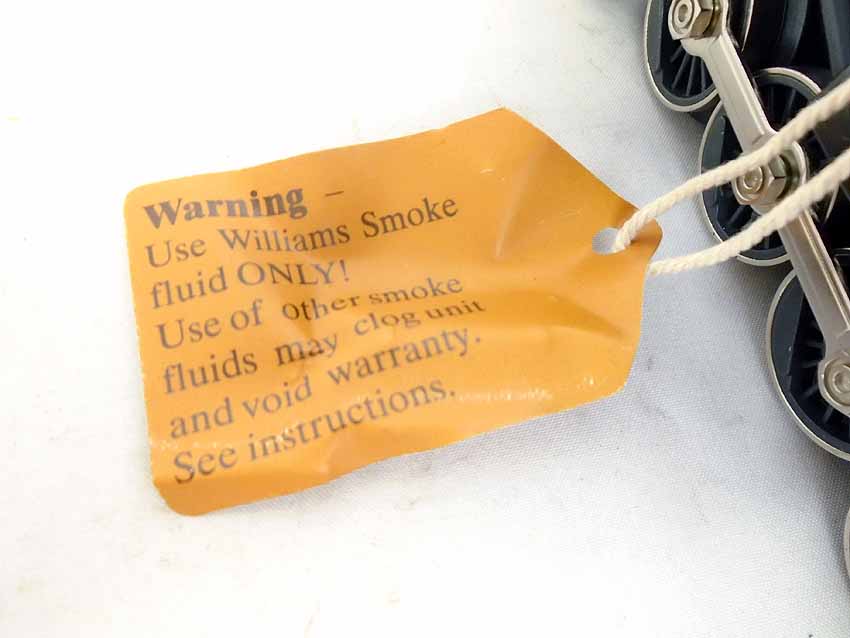 Warning –
Use Williams Smoke
fluid ONLY!
Use of other smoke
fluids may clog unit
and void warranty.
See instructions.